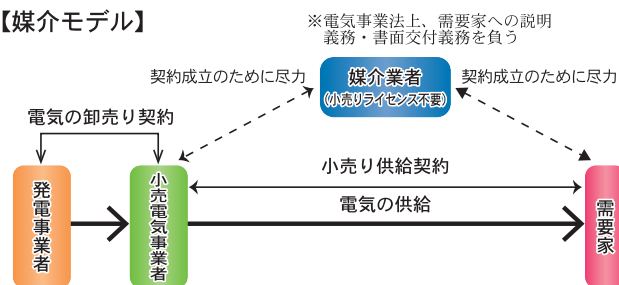 【媒介モデル】
※電気事業法上、需要家への説明
義務・書面交付義務を負う
契約成立のために尽力
媒介業者
（小売りライセンス不要）
契約成立のために尽力
電気の卸売り契約
小売り供給契約
電気の供給
発電事業者
小売電気事業者
需要家